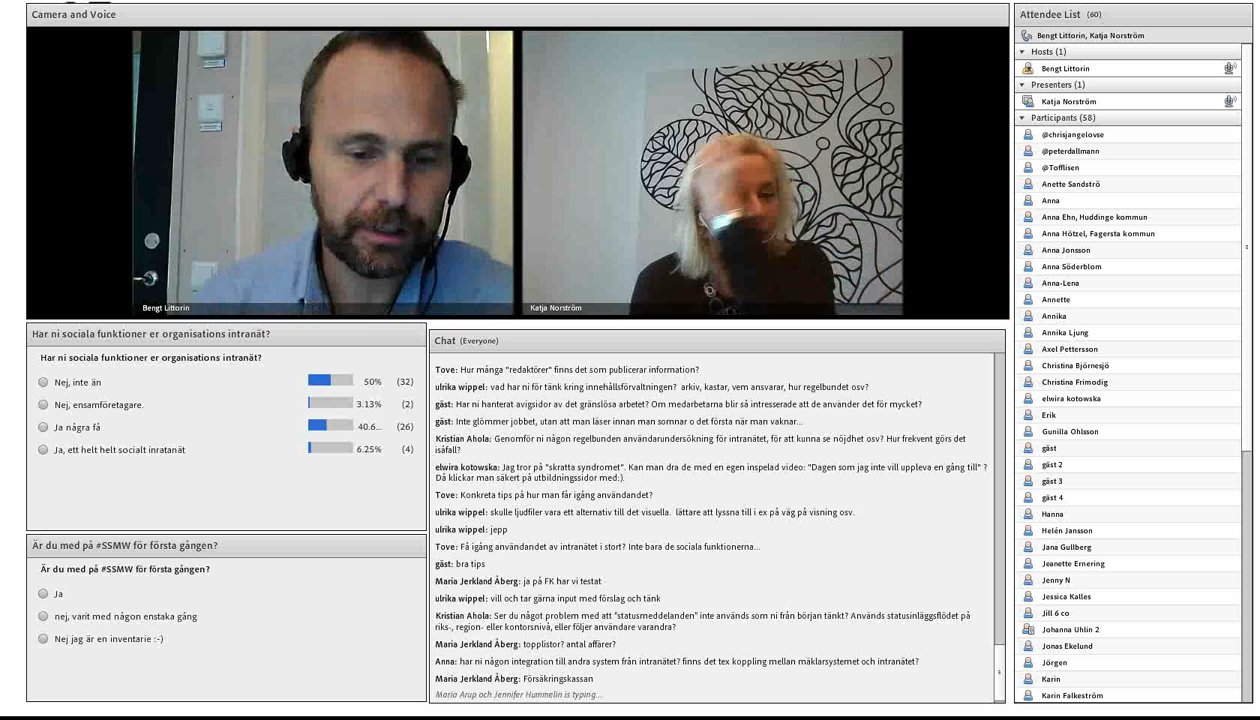 Camera and Voice
Bengt Littorin
Katja Norström
Har ni sociala funktioner er organisations intranät?
Har ni sociala funktioner er organisations intranät?
Nej, inte än 50% (32)
Nej, ensamföretagare. 3.13% (2)
Ja några få 40.6... (26)
Ja, ett helt helt socialt inratanät 6.25% (4)
Är du med på #SSMW för första gången?
Är du med på #SSMW för första gången?
Ja
nej, varit med någon enstaka gång
Nej jag är en inventarie :-)
Chat (Everyone)
Tove: Hur många "redaktörer" finns det som publicerar information?
ulrika wippel: vad har ni för tänk kring innehållsförvaltningen? arkiv, kastar, vem ansvarar, hur regelbundet osv?
gäst: Har ni hanterat avigsidor av det gränslösa arbetet? Om medarbetarna blir så intresserade att de använder det för mycket?
gäst: Inte glömmer jobbet, utan att man läser innan man somnar o det första när man vaknar...
Kristian Ahola: Genomför ni någon regelbunden användarundersökning för intranätet, för att kunna se nöjdhet osv? Hur frekvent görs det
isåfall?
elwira kotowska: Jag tror på "skratta syndromet". Kan man dra de med en egen inspelad video: "Dagen som jag inte vill uppleva en gång till" ?
Då klickar man säkert på utbildningssidor med:).
Tove: Konkreta tips på hur man får igång användandet?
ulrika wippel: skulle ljudfiler vara ett alternativ till det visuella. lättare att lyssna till i ex på väg på visning osv.
ulrika wippel: jepp
Tove: Få igång användandet av intranätet i stort? Inte bara de sociala funktionerna...
gäst: bra tips
Maria Jerkland Åberg: ja på FK har vi testat
ulrika wippel: vill och tar gärna input med förslag och tänk
Kristian Ahola: Ser du något problem med att "statusmeddelanden" inte används som ni från början tänkt? Används statusinläggsflödet på
riks-, region- eller kontorsnivå, eller följer användare varandra?
Maria Jerkland Åberg: topplistor? antal affärer?
Anna: har ni någon integration till andra system från intranätet? finns det tex koppling mellan mäklarsystemet och intranätet?
Maria Jerkland Åberg: Försäkringskassan
Maria Arup och Jennifer Hummelin is typing...
Attendee List (60)
Bengt Littorin, Katja Norström
Hosts (1)
Bengt Littorin
Presenters (1)
Katja Norström
Participants (58)
@chrisjangelovse
@peterdallmann
@Tofflisen
Anette Sandströ
Anna
Anna Ehn, Huddinge kommun
Anna Hötzel, Fagersta kommun
Anna Jonsson
Anna Söderblom
Anna-Lena
Annette
Annika
Annika Ljung
Axel Pettersson
Christina Björnesjö
Christina Frimodig
elwira kotowska
Erik
Gunilla Ohlsson
gäst
gäst 2
gäst 3
gäst 4
Hanna
Helén Jansson
Jana Gullberg
Jeanette Ernering
Jenny N
Jessica Kalles
Jill 6 co
Johanna Uhlin 2
Jonas Ekelund
Jörgen
Karin
Karin Falkeström